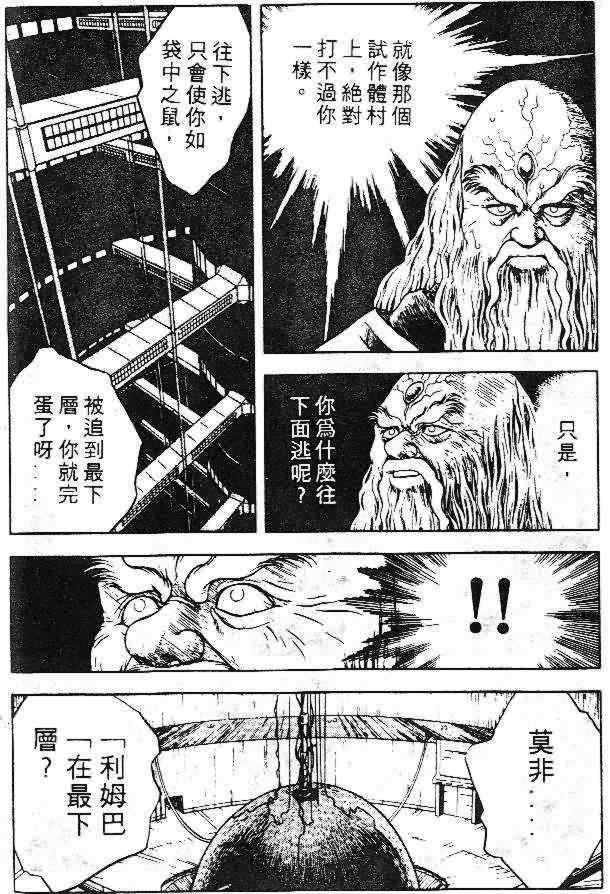 就像那個
試作體村
上，絕對
打不過你
一樣。
只是，
你爲什麼往
下面逃呢？
往下逃，
只會使你如
袋中之鼠，
被追到最下
層，你就完
蛋了呀……
！！
莫非……
「利姆巴
「在最下
層？